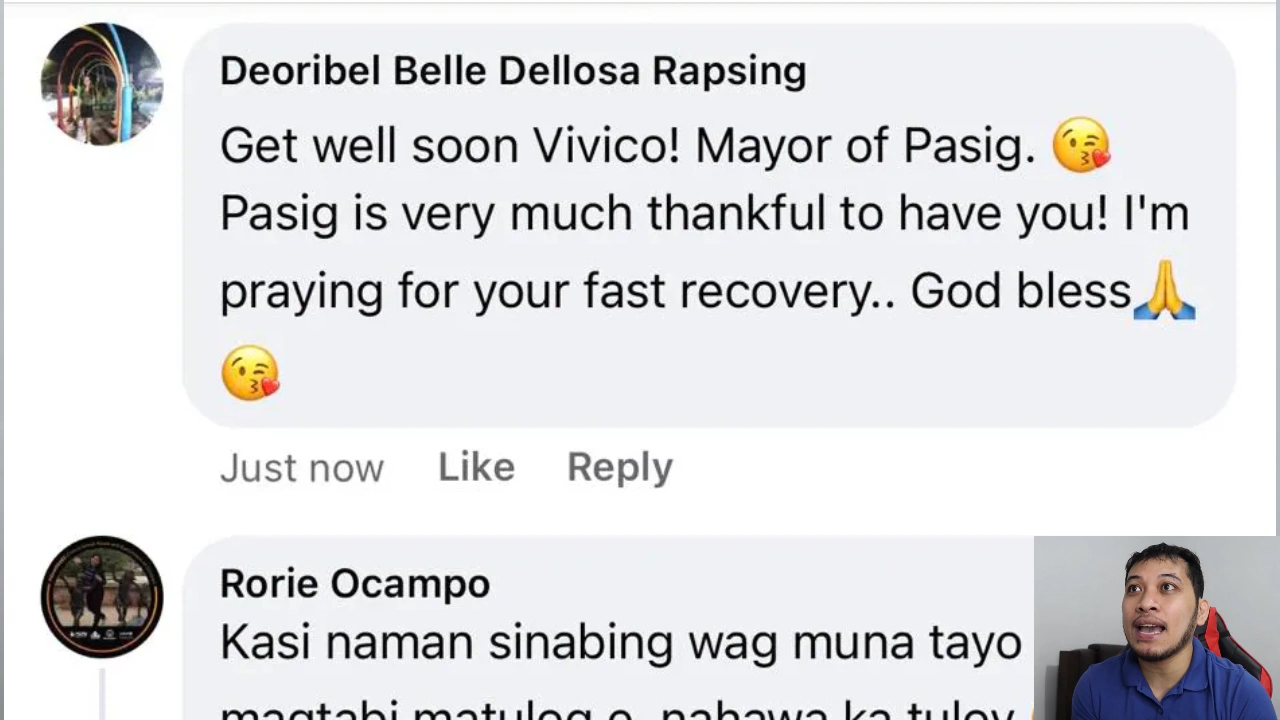 Deoribel Belle Dellosa Rapsing
Get well soon Vivico! Mayor of Pasig. 😘
Pasig is very much thankful to have you! I'm
praying for your fast recovery.. God bless🙏
😘
Just now Like Reply
Rorie Ocampo
Kasi naman sinabing wag muna tayo
magtabi matulog e, nahawa ka tuloy